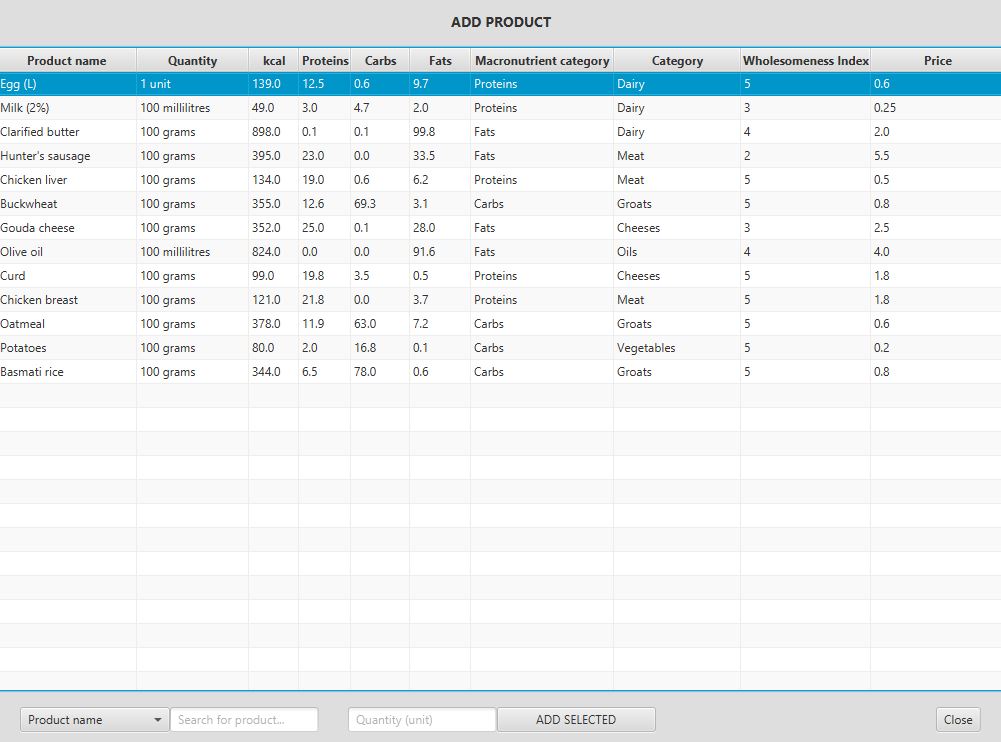 ADD PRODUCT
Product name Quantity kcal Proteins Carbs Fats Macronutrient category Category Wholesomeness Index Price
Egg (L) 1 unit 139.0 12.5 0.6 9.7 Proteins Dairy 5 0.6
Milk (2%) 100 millilitres 49.0 3.0 4.7 2.0 Proteins Dairy 3 0.25
Clarified butter 100 grams 898.0 0.1 0.1 99.8 Fats Dairy 4 2.0
Hunter's sausage 100 grams 395.0 23.0 0.0 33.5 Fats Meat 2 5.5
Chicken liver 100 grams 134.0 19.0 0.6 6.2 Proteins Meat 5 0.5
Buckwheat 100 grams 355.0 12.6 69.3 3.1 Carbs Groats 5 0.8
Gouda cheese 100 grams 352.0 25.0 0.1 28.0 Fats Cheeses 3 2.5
Olive oil 100 millilitres 824.0 0.0 0.0 91.6 Fats Oils 4 4.0
Curd 100 grams 99.0 19.8 3.5 0.5 Proteins Cheeses 5 1.8
Chicken breast 100 grams 121.0 21.8 0.0 3.7 Proteins Meat 5 1.8
Oatmeal 100 grams 378.0 11.9 63.0 7.2 Carbs Groats 5 0.6
Potatoes 100 grams 80.0 2.0 16.8 0.1 Carbs Vegetables 5 0.2
Basmati rice 100 grams 344.0 6.5 78.0 0.6 Carbs Groats 5 0.8
Product name Search for product... Quantity (unit) ADD SELECTED Close